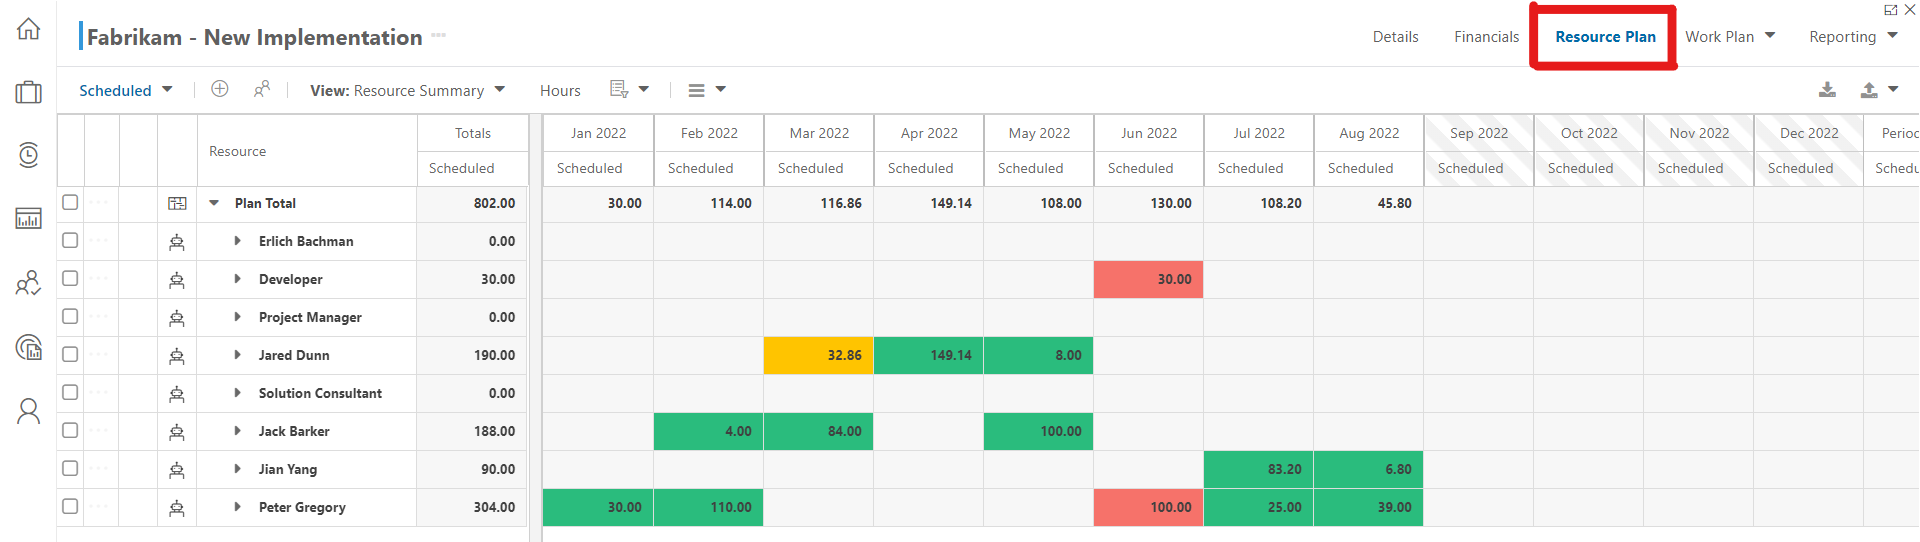 Fabrikam - New Implementation
Details Financials Resource Plan Work Plan Reporting
Scheduled View: Resource Summary Hours
Resource Totals Jan 2022 Feb 2022 Mar 2022 Apr 2022 May 2022 Jun 2022 Jul 2022 Aug 2022 Sep 2022 Oct 2022 Nov 2022 Dec 2022 Perioc
Scheduled Scheduled Scheduled Scheduled Scheduled Scheduled Scheduled Scheduled Scheduled Scheduled Scheduled Scheduled Scheduled Schedu
Plan Total 802.00 30.00 114.00 116.86 149.14 108.00 130.00 108.20 45.80
Erlich Bachman 0.00
Developer 30.00 30.00
Project Manager 0.00
Jared Dunn 190.00 32.86 149.14 8.00
Solution Consultant 0.00
Jack Barker 188.00 4.00 84.00 100.00
Jian Yang 90.00 83.20 6.80
Peter Gregory 304.00 30.00 110.00 100.00 25.00 39.00